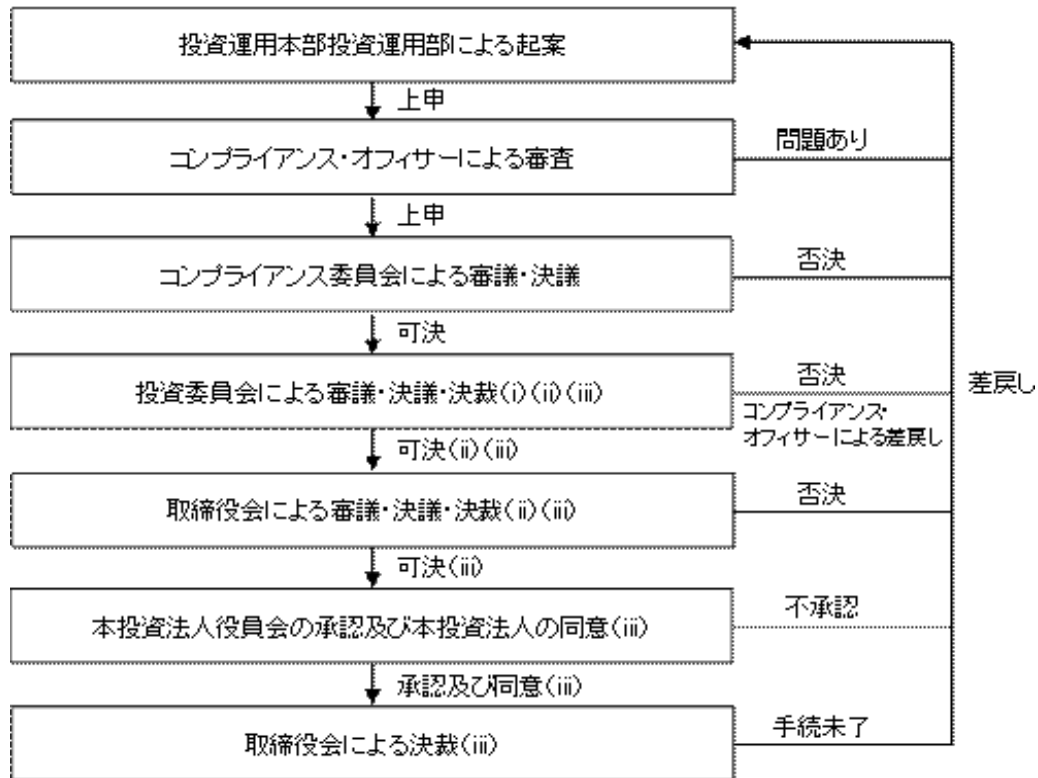 投資運用本部投資運用部による起案
上申
コンプライアンス・オフィサーによる審査
問題あり
上申
コンプライアンス委員会による審議・決議
否決
可決
投資委員会による審議・決議・決裁(ⅰ)(ⅱ)(ⅲ)
否決
コンプライアンス・
オフィサーによる差戻し
差戻し
可決(ⅱ)(ⅲ)
取締役会による審議・決議・決裁(ⅱ)(ⅲ)
否決
可決(ⅲ)
本投資法人役員会の承認及び本投資法人の同意(ⅲ)
不承認
承認及び同意(ⅲ)
取締役会による決裁(ⅲ)
手続未了